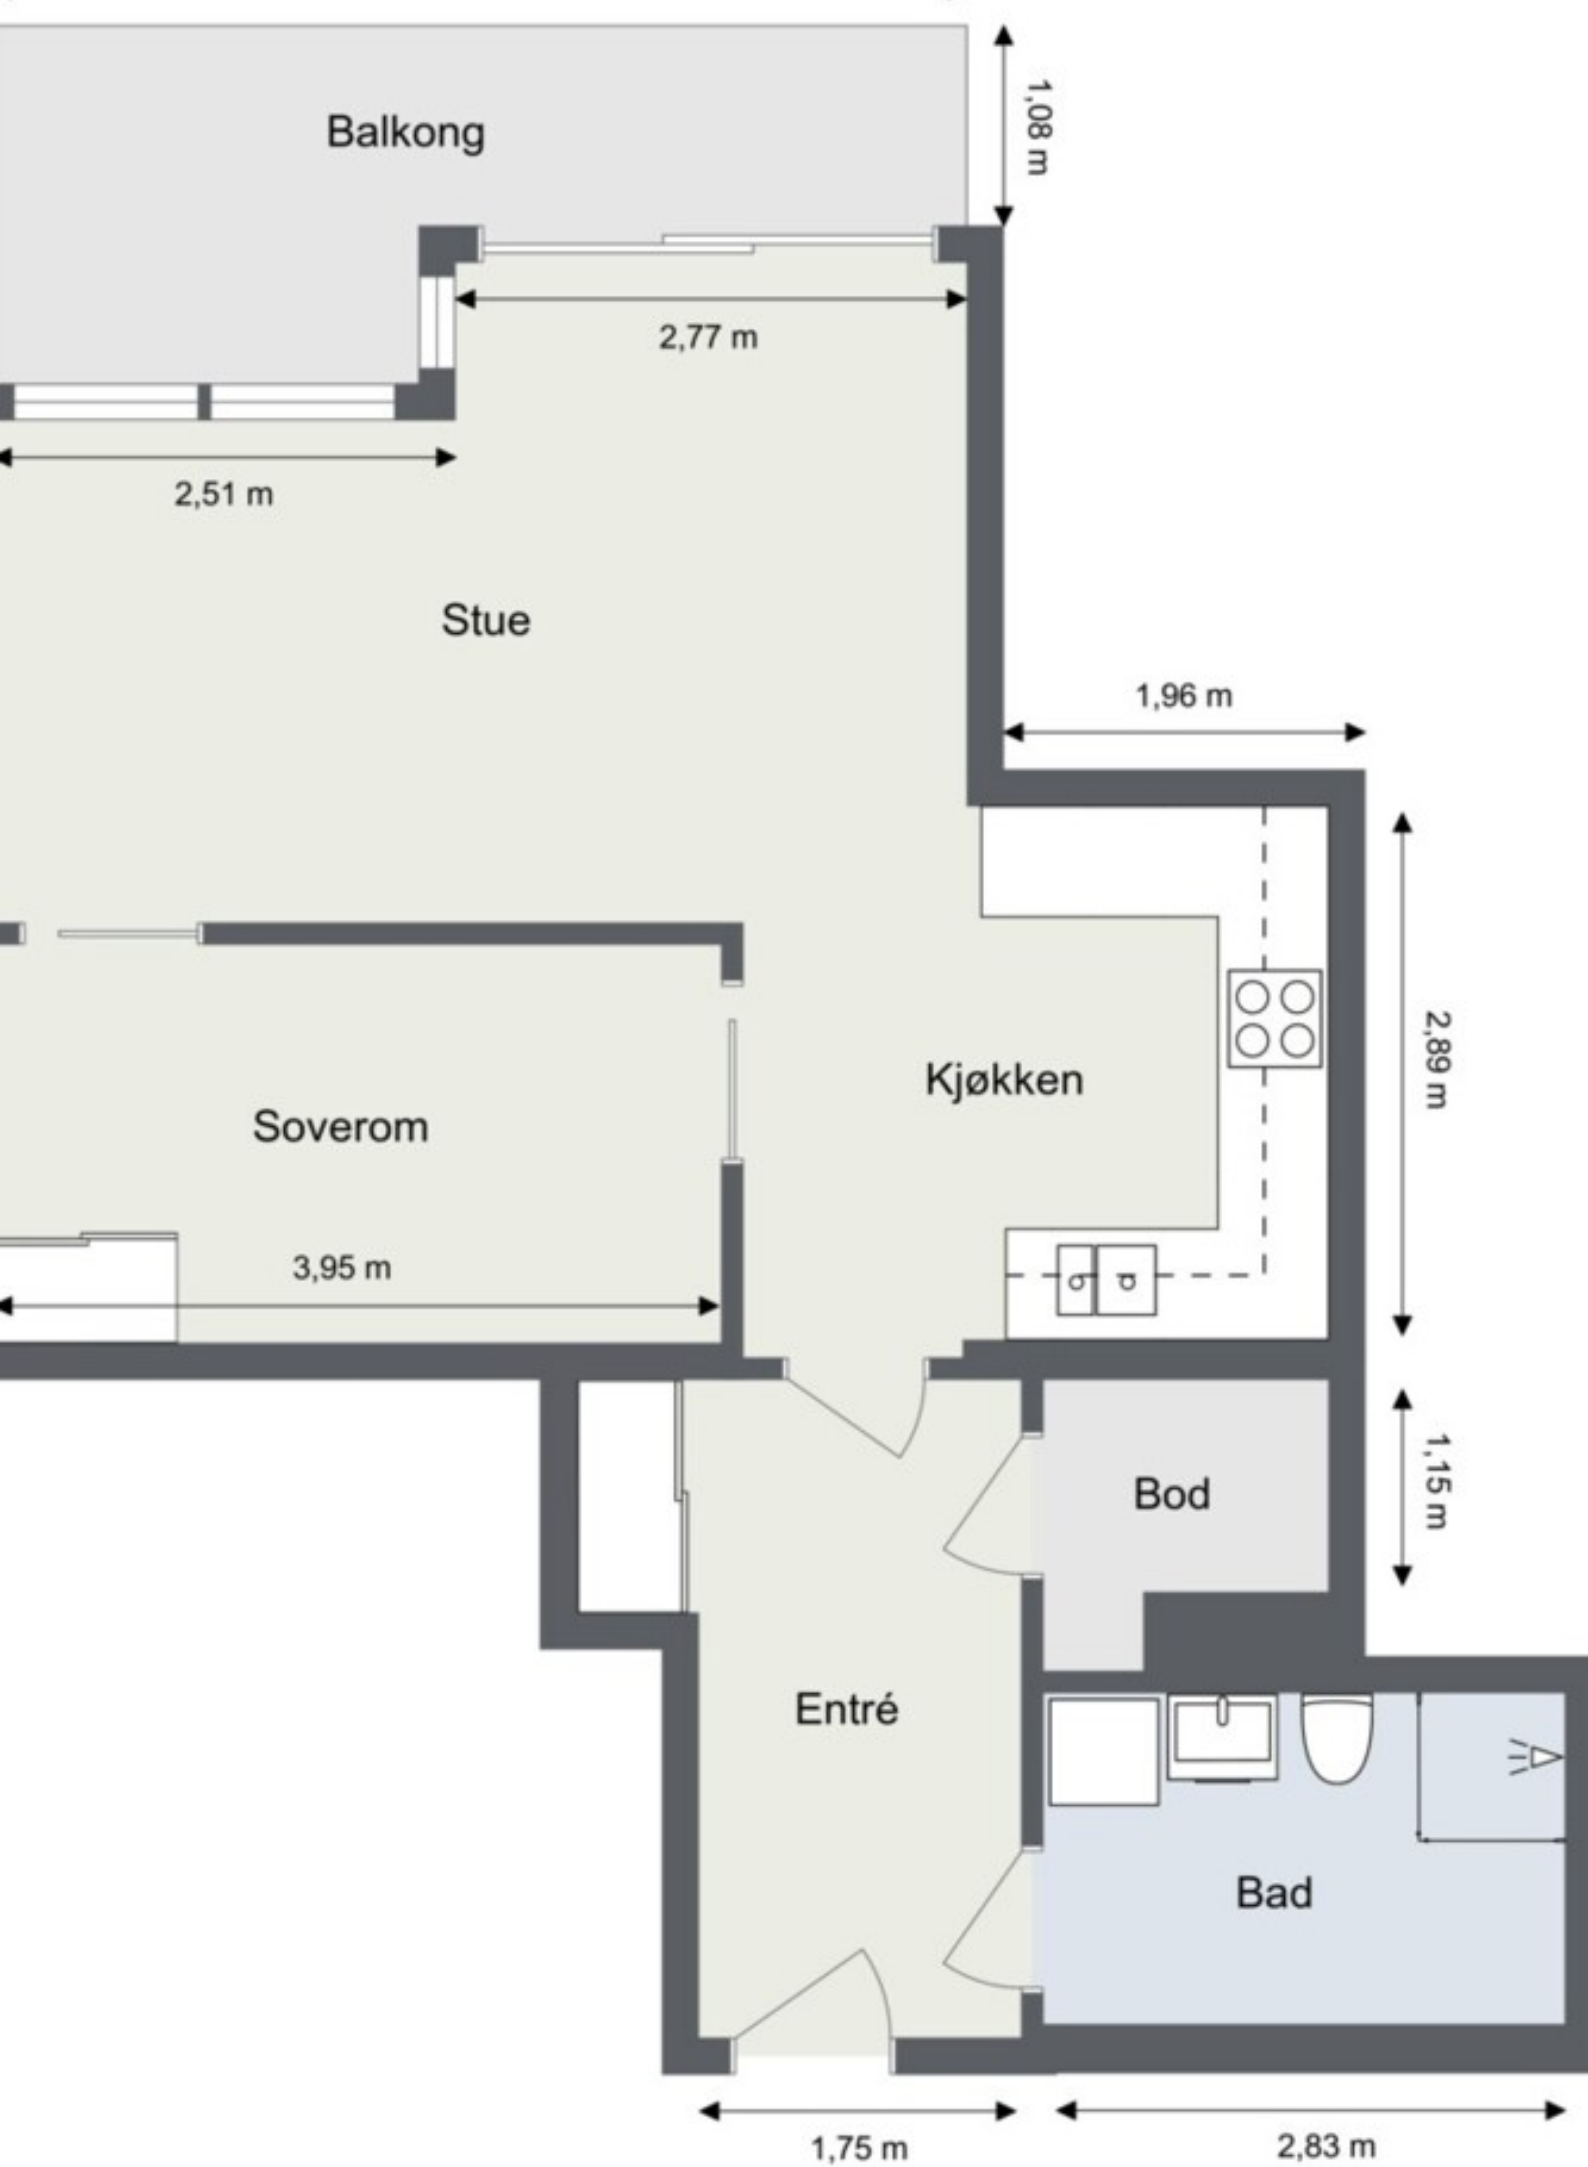 Balkong
1,08 m
2,77 m
2,51 m
Stue
1,96 m
Kjøkken
2,89 m
Soverom
3,95 m
Bod
1,15 m
Entré
Bad
1,75 m
2,83 m